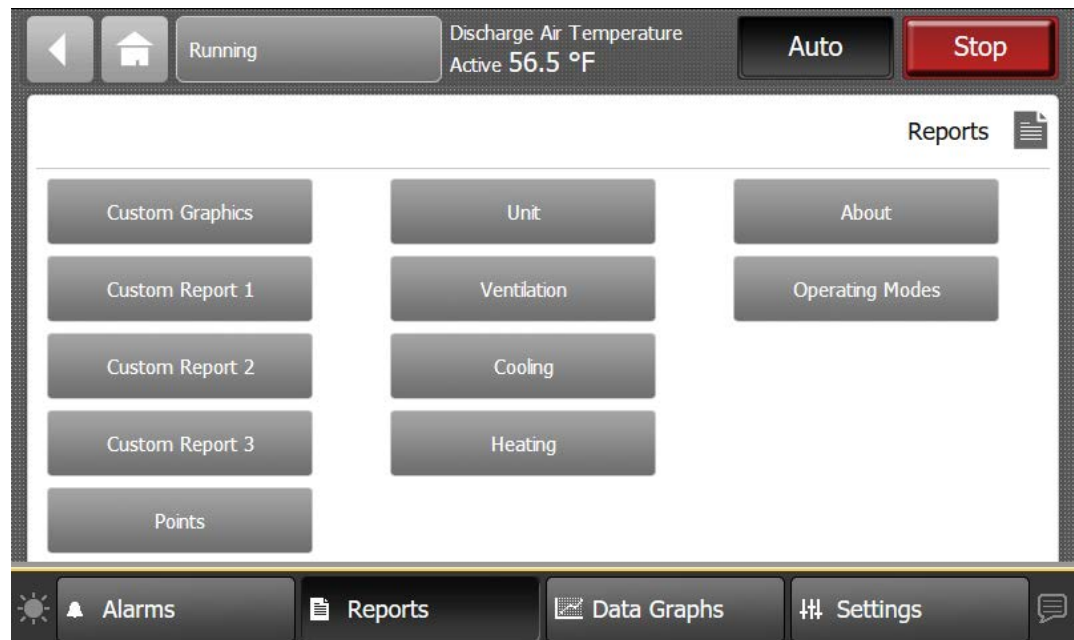 Running
Discharge Air Temperature
Active 56.5 °F
Auto
Stop
Reports
Custom Graphics
Unit
About
Custom Report 1
Ventilation
Operating Modes
Custom Report 2
Cooling
Custom Report 3
Heating
Points
Alarms
Reports
Data Graphs
Settings